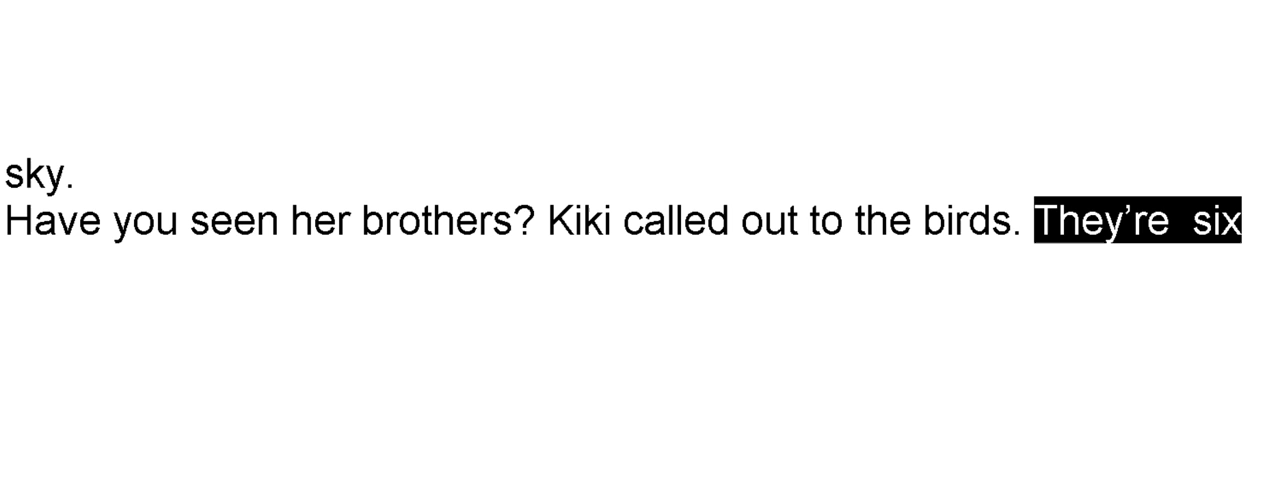 sky.
Have you seen her brothers? Kiki called out to the birds. They’re  six